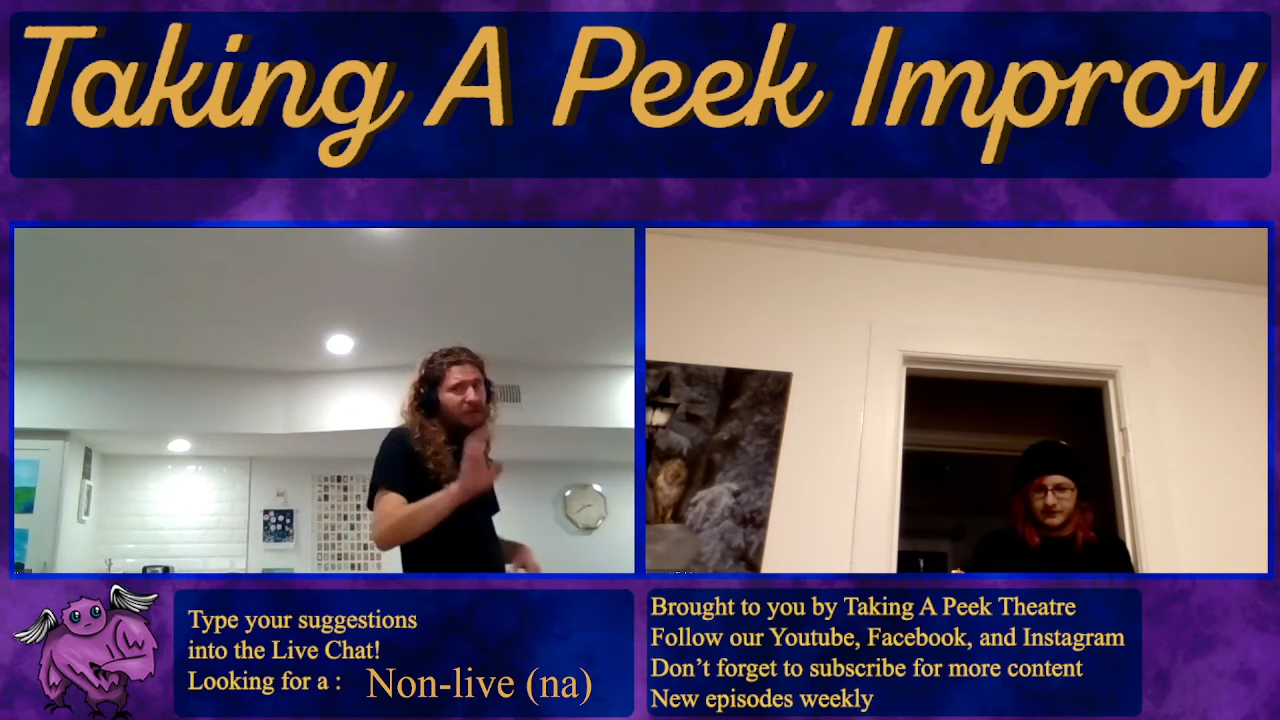 Taking A Peek Improv
Type your suggestions
into the Live Chat!
Looking for a : Non-live (na)
Brought to you by Taking A Peek Theatre
Follow our Youtube, Facebook, and Instagram
Don’t forget to subscribe for more content
New episodes weekly